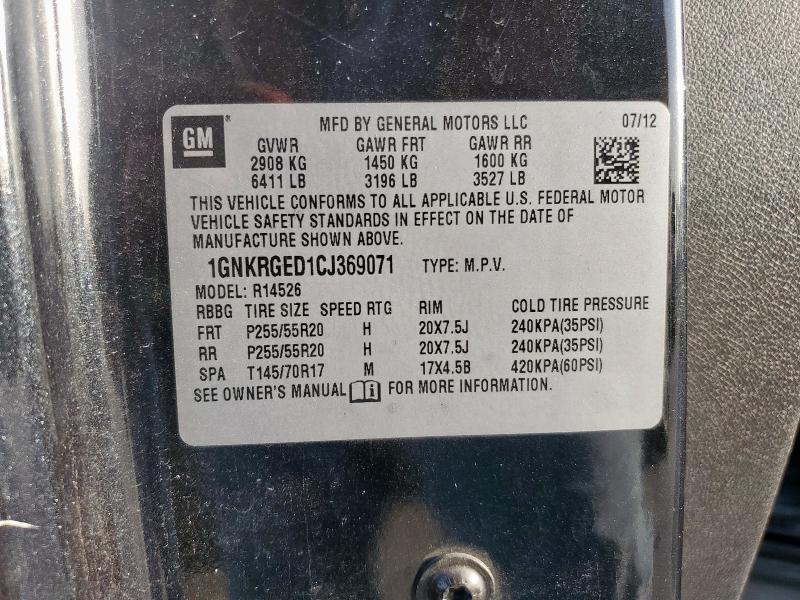 GM ® MFD BY GENERAL MOTORS LLC 07/12
GVWR GAWR FRT GAWR RR
2908 KG 1450 KG 1600 KG
6411 LB 3196 LB 3527 LB
THIS VEHICLE CONFORMS TO ALL APPLICABLE U.S. FEDERAL MOTOR
VEHICLE SAFETY STANDARDS IN EFFECT ON THE DATE OF
MANUFACTURE SHOWN ABOVE.
1GNKRGED1CJ369071 TYPE: M.P.V.
MODEL: R14526
RBBG TIRE SIZE SPEED RTG RIM COLD TIRE PRESSURE
FRT P255/55R20 H 20X7.5J 240KPA(35PSI)
RR P255/55R20 H 20X7.5J 240KPA(35PSI)
SPA T145/70R17 M 17X4.5B 420KPA(60PSI)
SEE OWNER'S MANUAL i FOR MORE INFORMATION.